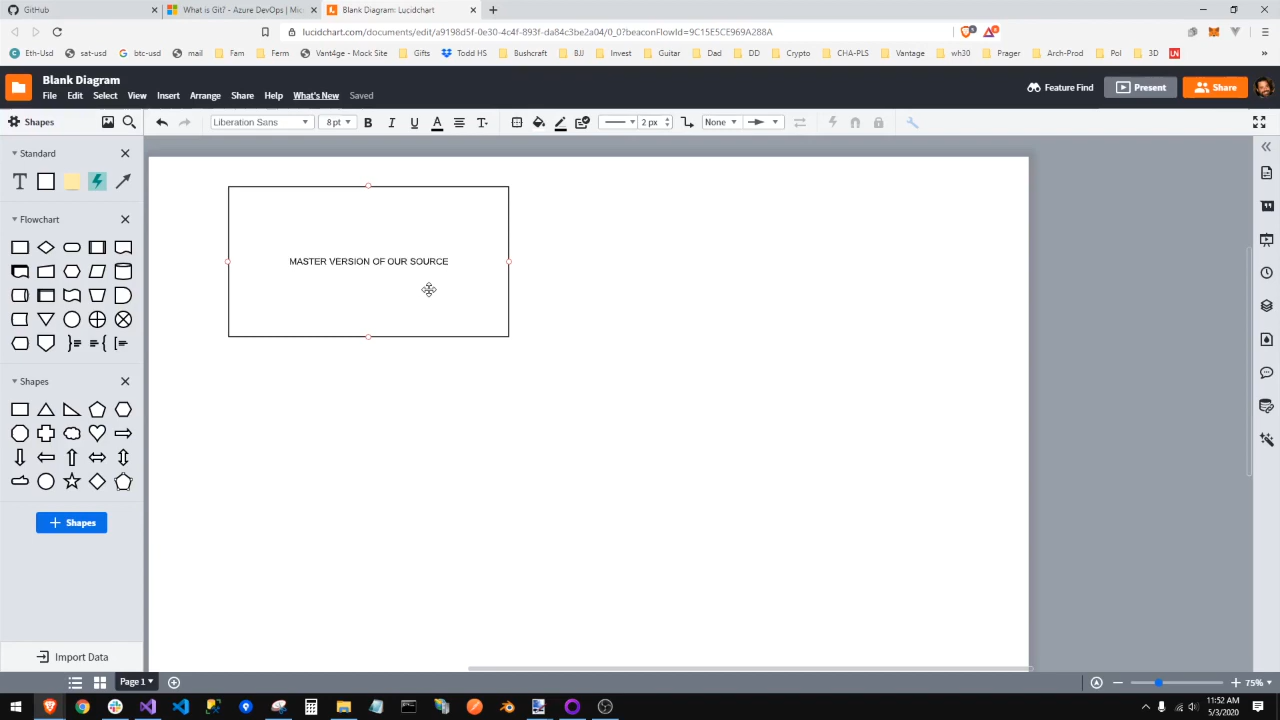 GitHub
What is Git? - Azure DevOps | Mic
Blank Diagram: Lucidchart
lucidchart.com/documents/edit/a9198d5f-0e30-4c4f-893f-da84c3be2a04/0_0?beaconFlowId=9C15E5CE969A288A
Eth-Usd
sat-usd
btc-usd
mail
Fam
Vant4ge - Mock Site
Gifts
Todd HS
Bushcraft
BJJ
Invest
Guitar
Dad
DD
Crypto
CHA-PLS
Vantage
wh30
Prager
Arch-Prod
Pol
3D
Blank Diagram
File Edit Select View Insert Arrange Share Help What's New Saved
Feature Find
Present
Share
Shapes
Liberation Sans
8 pt
2 px
None
Standard
Flowchart
MASTER VERSION OF OUR SOURCE
Shapes
+ Shapes
Import Data
Page 1
75%
11:52 AM
5/3/2020